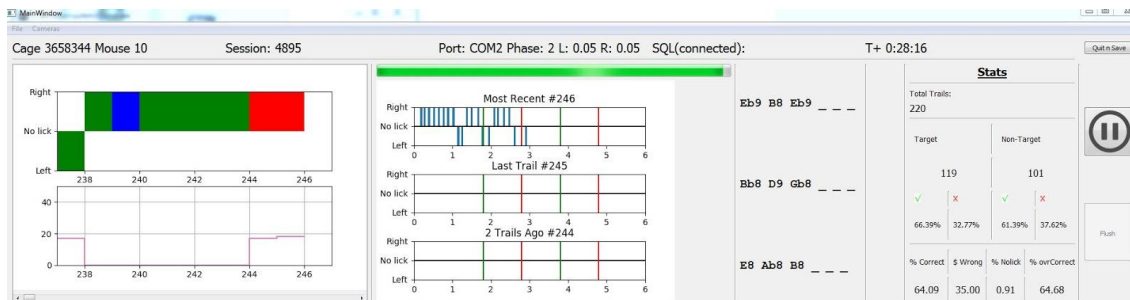 MainWindow
File Cameras
Cage 3658344 Mouse 10 Session: 4895 Port: COM2 Phase: 2 L: 0.05 R: 0.05 SQL(connected): T+ 0:28:16
Quit n Save
Right
No lick
Left
238 240 242 244 246
40
20
0
238 240 242 244 246
Most Recent #246
Right
No lick
Left
0 1 2 3 4 5 6
Last Trail #245
Right
No lick
Left
0 1 2 3 4 5 6
2 Trails Ago #244
Right
No lick
Left
0 1 2 3 4 5 6
Eb9 B8 Eb9 _ _ _
Bb8 D9 Gb8 _ _ _
E8 Ab8 B8 _ _ _
Stats
Total Trails:
220
Target Non-Target
119 101
✓ x ✓ x
66.39% 32.77% 61.39% 37.62%
% Correct $ Wrong % Nolick % ovrCorrect
64.09 35.00 0.91 64.68
Flush